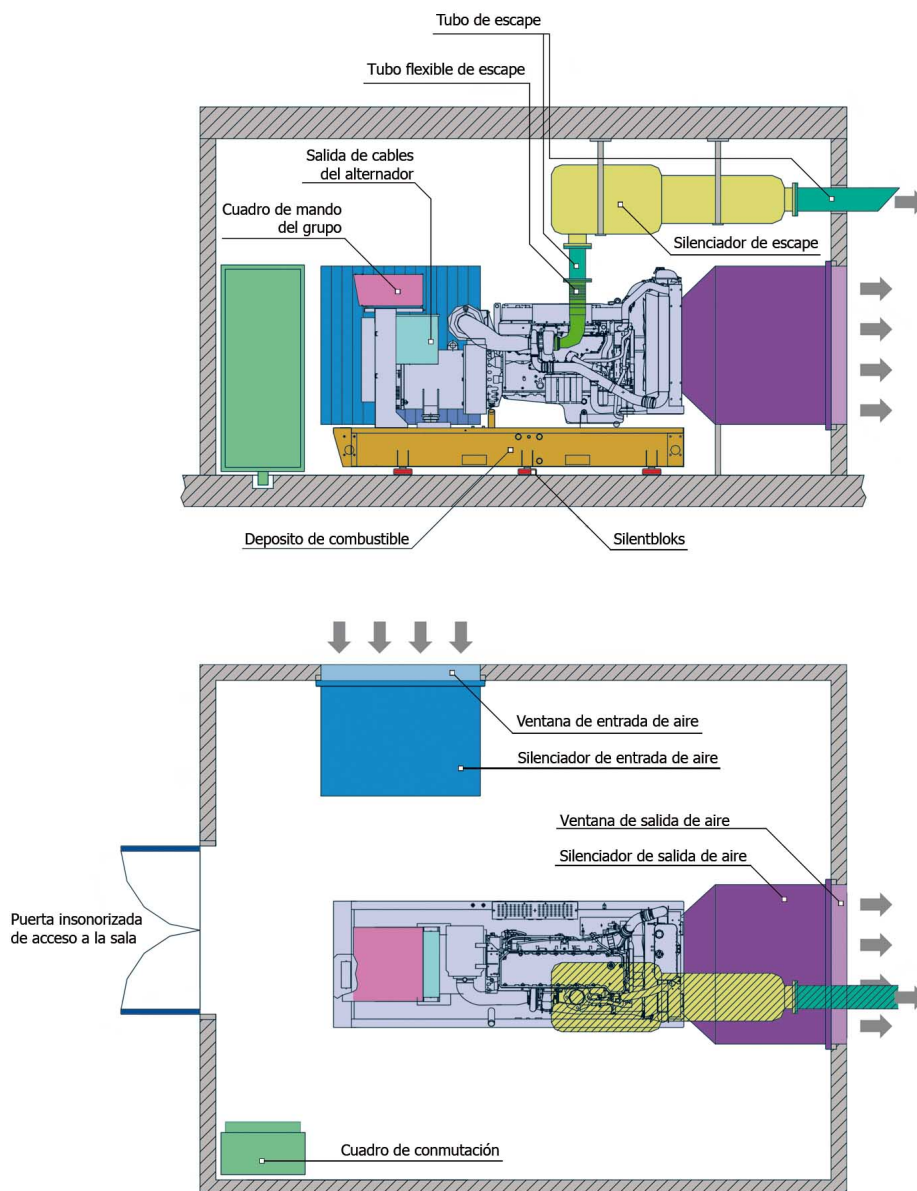 Tubo de escape
Tubo flexible de escape
Salida de cables
del alternador
Cuadro de mando
del grupo
Silenciador de escape
Deposito de combustible
Silentbloks
Ventana de entrada de aire
Silenciador de entrada de aire
Ventana de salida de aire
Silenciador de salida de aire
Puerta insonorizada
de acceso a la sala
Cuadro de conmutación